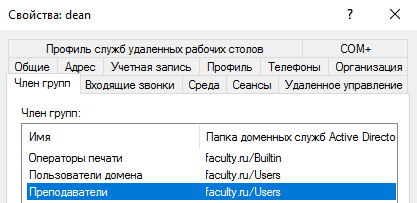 Свойства: dean
Профиль служб удаленных рабочих столов COM+
Общие Адрес Учетная запись Профиль Телефоны Организация
Член групп Входящие звонки Среда Сеансы Удаленное управление
Член групп:
Имя Папка доменных служб Active Directo
Операторы печати faculty.ru/Builtin
Пользователи домена faculty.ru/Users
Преподаватели faculty.ru/Users